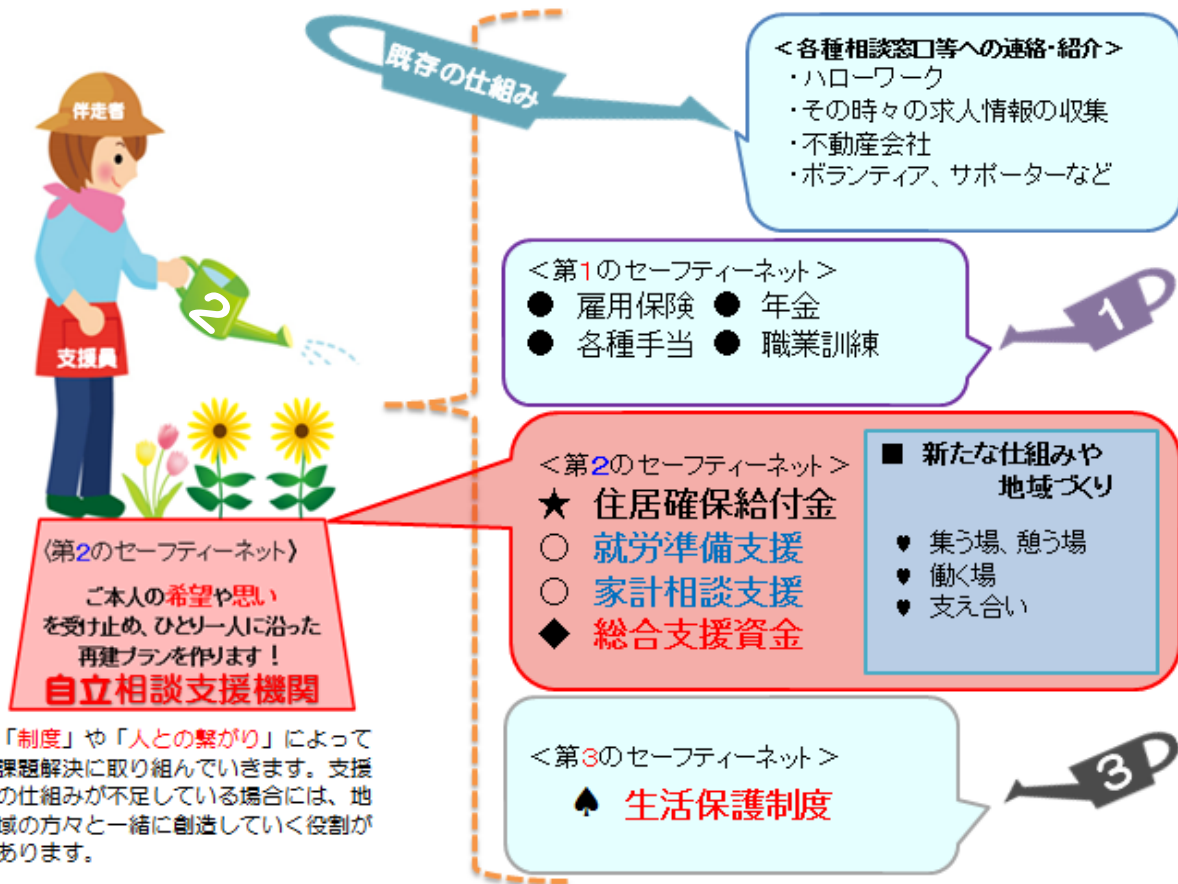 既存の仕組み
＜各種相談窓口等への連絡・紹介＞
・ハローワーク
・その時々の求人情報の収集
・不動産会社
・ボランティア、サポーターなど
伴走者
2
支援員
＜第1のセーフティーネット＞
● 雇用保険 ● 年金
● 各種手当 ● 職業訓練
1
＜第2のセーフティーネット＞
★ 住居確保給付金
○ 就労準備支援
○ 家計相談支援
◆ 総合支援資金
■ 新たな仕組みや
地域づくり
♥ 集う場、憩う場
♥ 働く場
♥ 支え合い
〈第2のセーフティーネット〉
ご本人の希望や思い
を受け止め、ひとり一人に沿った
再建プランを作ります！
自立相談支援機関
「制度」や「人との繋がり」によって
課題解決に取り組んでいきます。支援
の仕組みが不足している場合には、地
域の方々と一緒に創造していく役割が
あります。
＜第3のセーフティーネット＞
♠ 生活保護制度
3